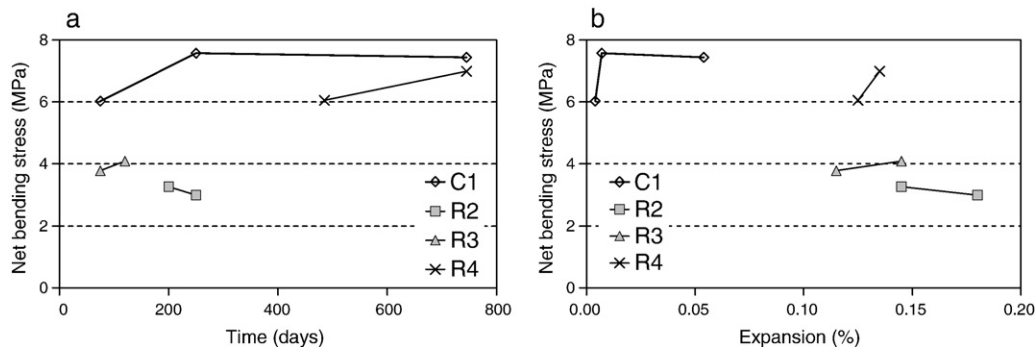 a
Net bending stress (MPa)
8
6
4
2
0
0
200
400
600
800
Time (days)
C1
R2
R3
R4
b
Net bending stress (MPa)
8
6
4
2
0
0.00
0.05
0.10
0.15
0.20
Expansion (%)
C1
R2
R3
R4